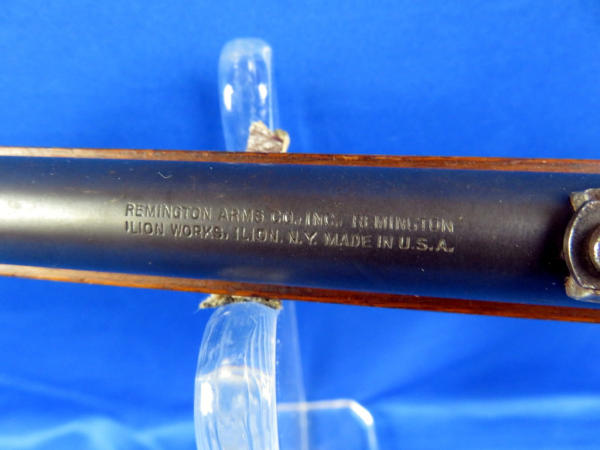 REMINGTON ARMS CO., INC. REMINGTON
ILION WORKS, ILION, N.Y. MADE IN U.S.A.